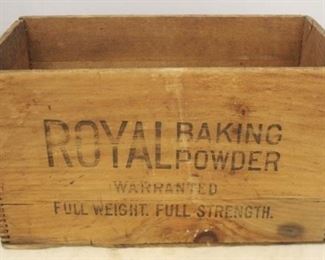 ROYAL BAKING POWDER
WARRANTED
FULL WEIGHT. FULL STRENGTH.